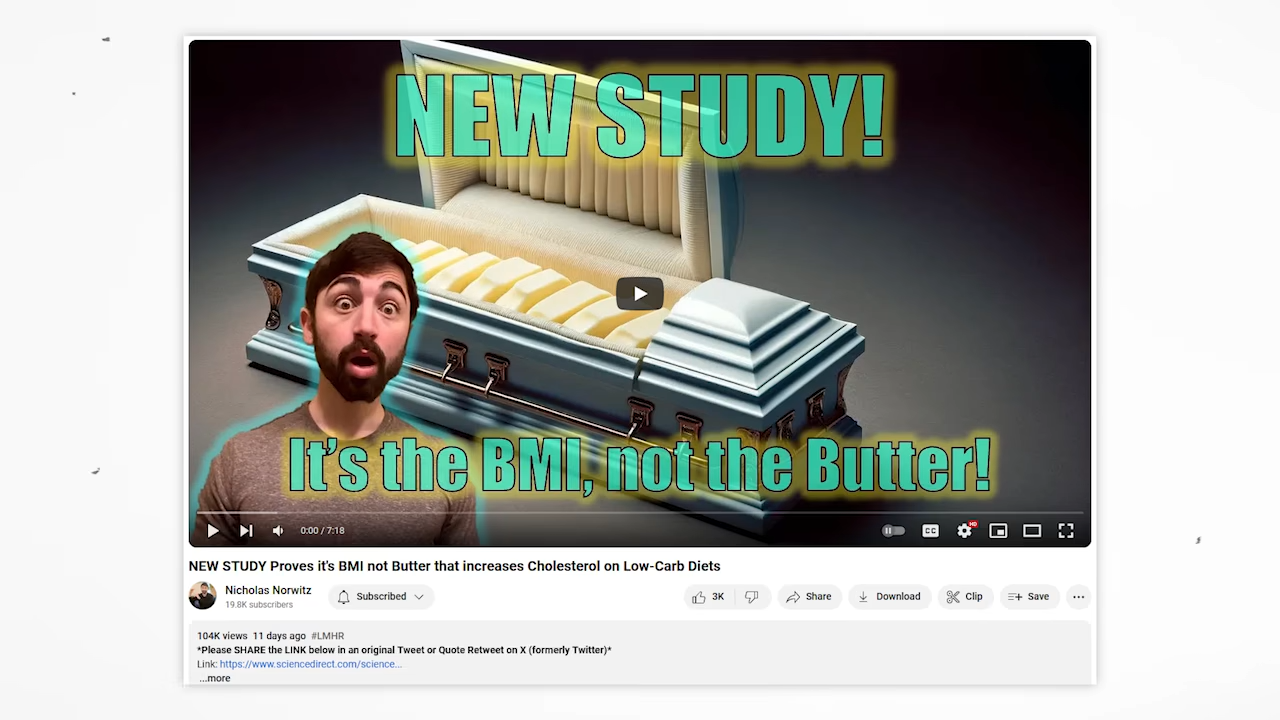 NEW STUDY!
It's the BMI, not the Butter!
0:00 / 7:18
CC
HD
NEW STUDY Proves it's BMI not Butter that increases Cholesterol on Low-Carb Diets
Nicholas Norwitz
19.8K subscribers
Subscribed
3K
Share
Download
Clip
Save
104K views 11 days ago #LMHR
*Please SHARE the LINK below in an original Tweet or Quote Retweet on X (formerly Twitter)*
Link: https://www.sciencedirect.com/science...
...more